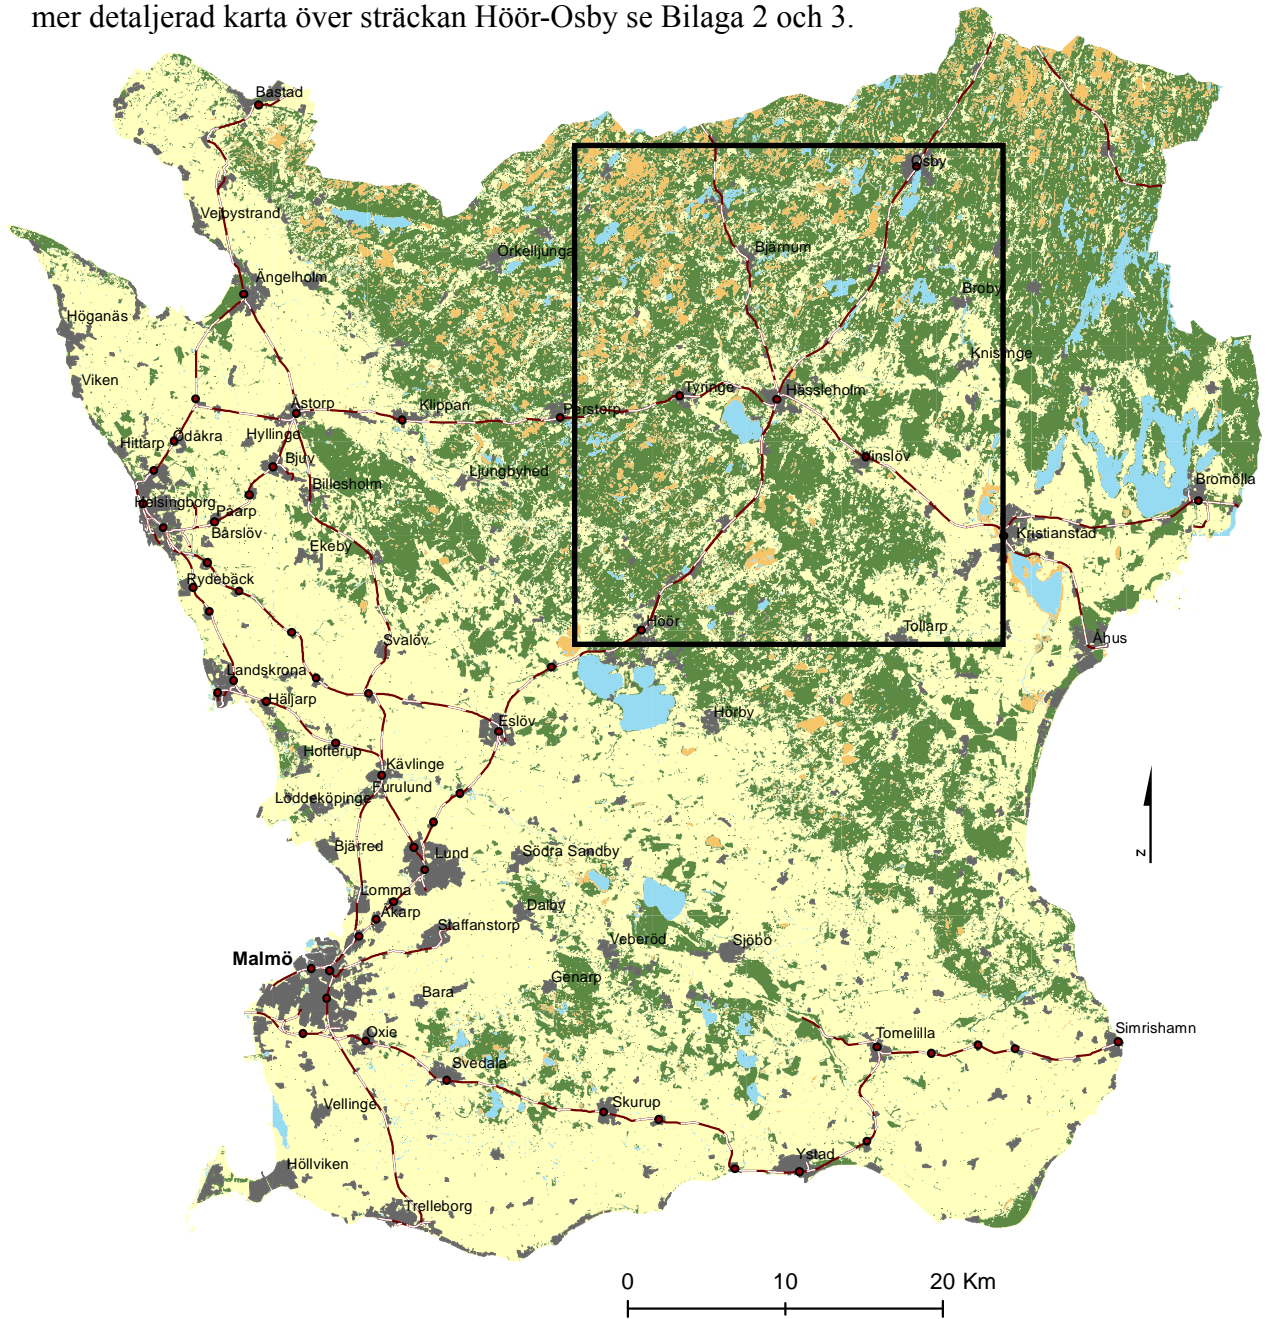 mer detaljerad karta över sträckan Höör-Osby se Bilaga 2 och 3.
Båstad
Osby
Vejbystrand
Örkelljunga
Bjärnum
Ängelholm
Broby
Höganäs
Knislinge
Viken
Tyringe
Hässleholm
Åstorp
Klippan
Perstorp
Hittarp
Ödåkra
Hyllinge
Bjuv
Vinslöv
Ljungbyhed
Billesholm
Bromölla
Helsingborg
Påarp
Bårslöv
Kristianstad
Ekeby
Rydebäck
Höör
Tollarp
Åhus
Svalöv
Landskrona
Häljarp
Hörby
Eslöv
Hofterup
Kävlinge
Furulund
Löddeköpinge
Bjärred
Lund
Södra Sandby
z
Lomma
Åkarp
Dalby
Staffanstorp
Veberöd
Sjöbo
Malmö
Genarp
Bara
Oxie
Tomelilla
Simrishamn
Svedala
Vellinge
Skurup
Ystad
Höllviken
Trelleborg
0 10 20 Km